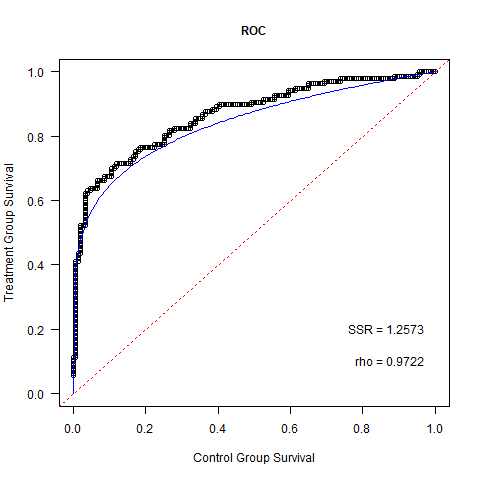 ROC
Treatment Group Survival
1.0
0.8
0.6
0.4
0.2
0.0
SSR = 1.2573
rho = 0.9722
0.0 0.2 0.4 0.6 0.8 1.0
Control Group Survival